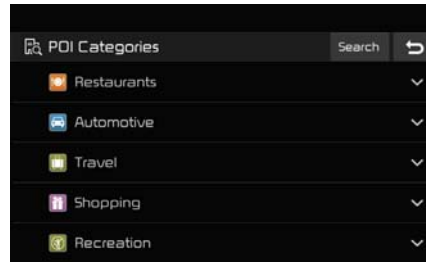 POI Categories Search
Restaurants
Automotive
Travel
Shopping
Recreation